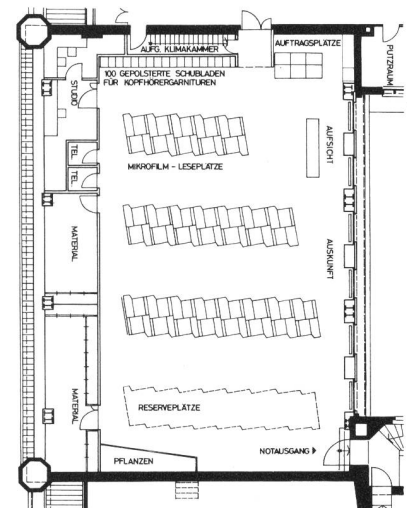 AUFG. KLIMAKAMMER
AUFTRAGSPLÄTZE
PUTZRAUM
100 GEPOLSTERTE SCHUBLADEN
FÜR KOPFHÖRERGARNITUREN
STUDIO
AUFSICHT
TEL.
TEL.
MIKROFILM - LESEPLÄTZE
MATERIAL
AUSKUNFT
MATERIAL
RESERVEPLÄTZE
NOTAUSGANG
PFLANZEN